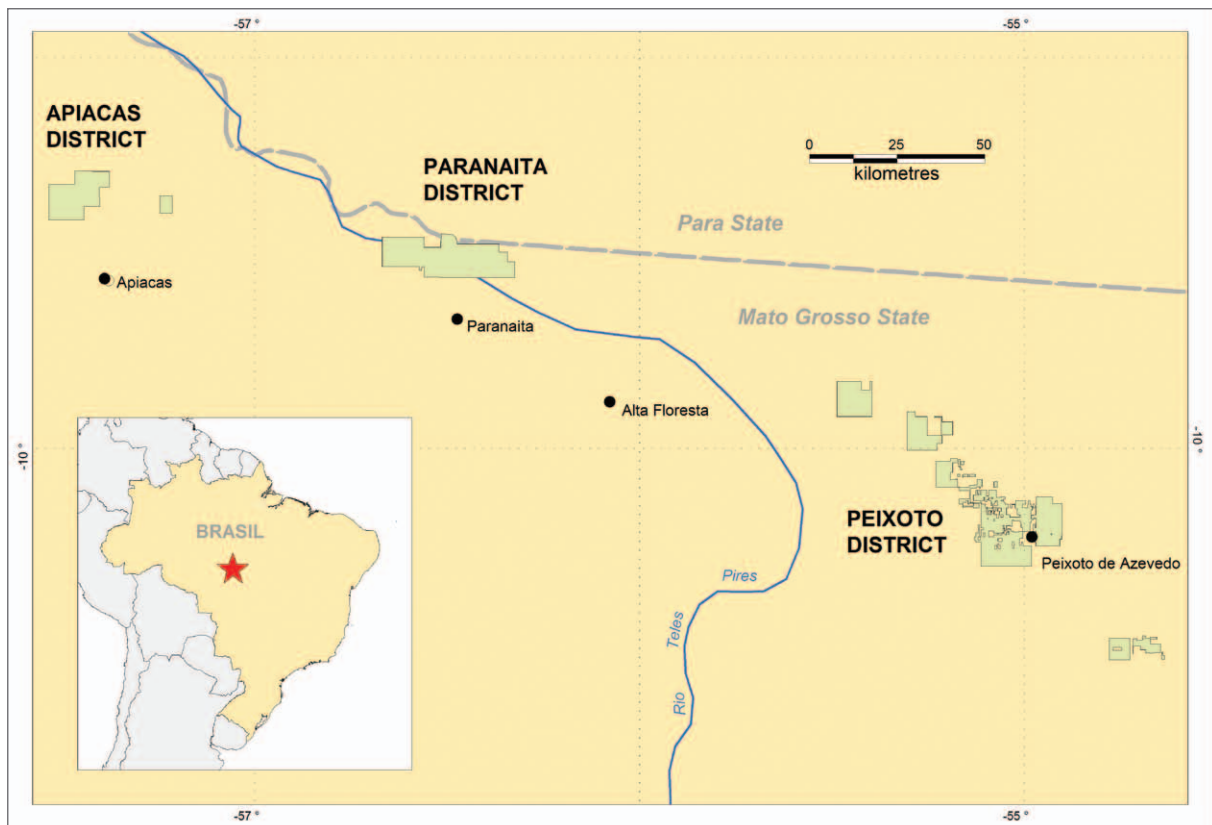 -57 °
-55 °
APIACAS
DISTRICT
PARANAITA
DISTRICT
0 25 50
kilometres
Para State
Apiacas
Mato Grosso State
Paranaita
Alta Floresta
-10 °
-10 °
PEIXOTO
DISTRICT
BRASIL
Peixoto de Azevedo
Pires
Teles
Rio
-57 °
-55 °